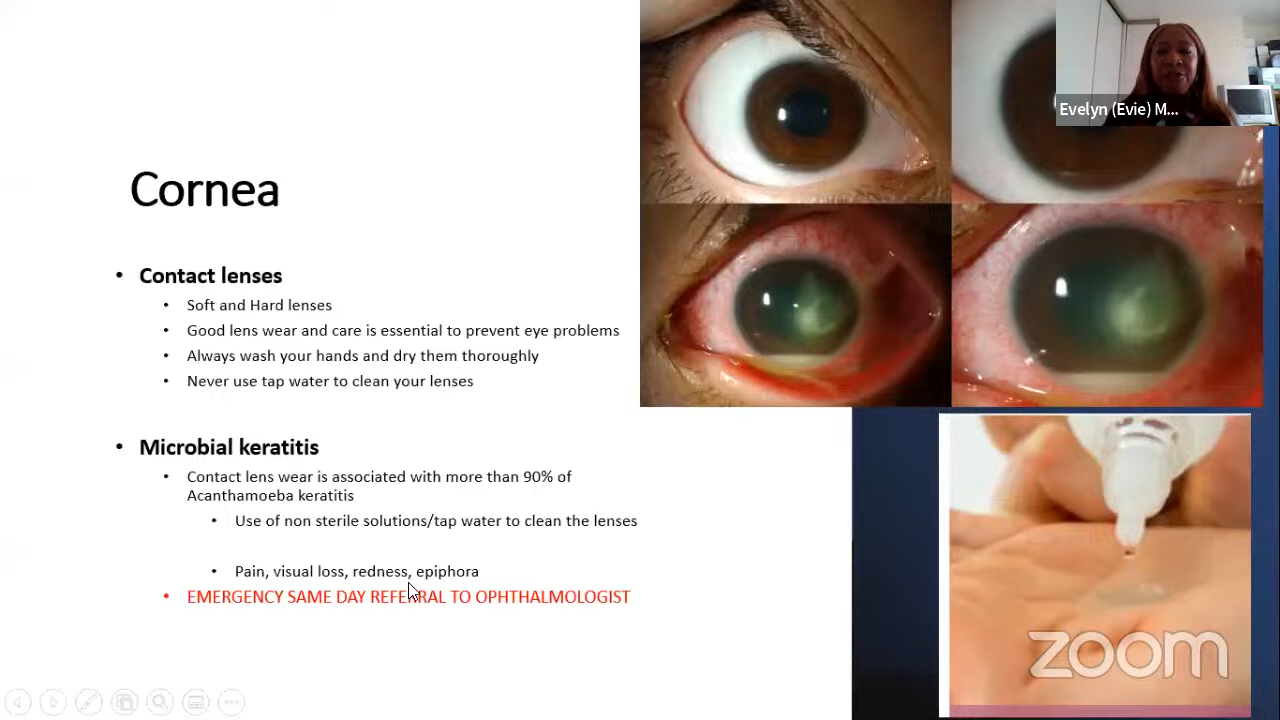 Evelyn (Evie) M...
Cornea
• Contact lenses
• Soft and Hard lenses
• Good lens wear and care is essential to prevent eye problems
• Always wash your hands and dry them thoroughly
• Never use tap water to clean your lenses
• Microbial keratitis
• Contact lens wear is associated with more than 90% of
Acanthamoeba keratitis
• Use of non sterile solutions/tap water to clean the lenses
• Pain, visual loss, redness, epiphora
• EMERGENCY SAME DAY REFERRAL TO OPHTHALMOLOGIST
zoom